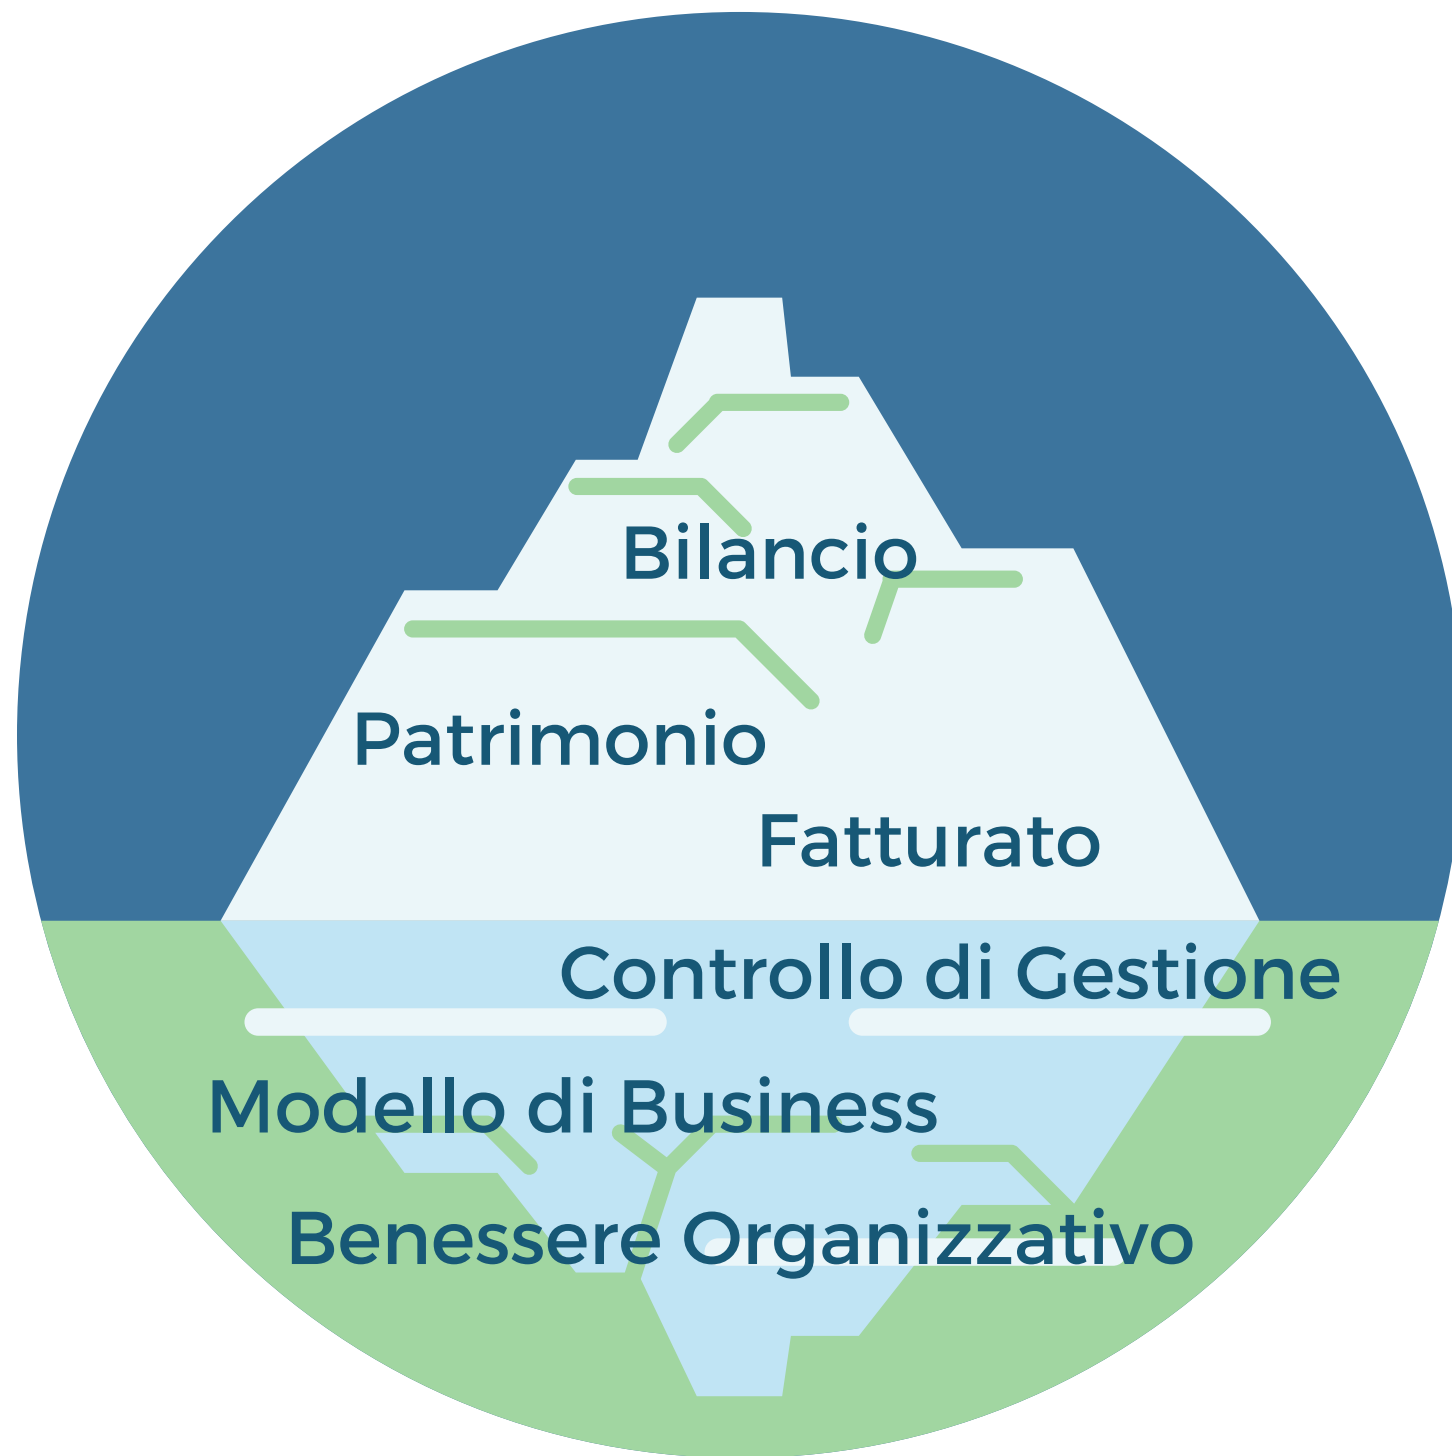 Bilancio
Patrimonio
Fatturato
Controllo di Gestione
Modello di Business
Benessere Organizzativo